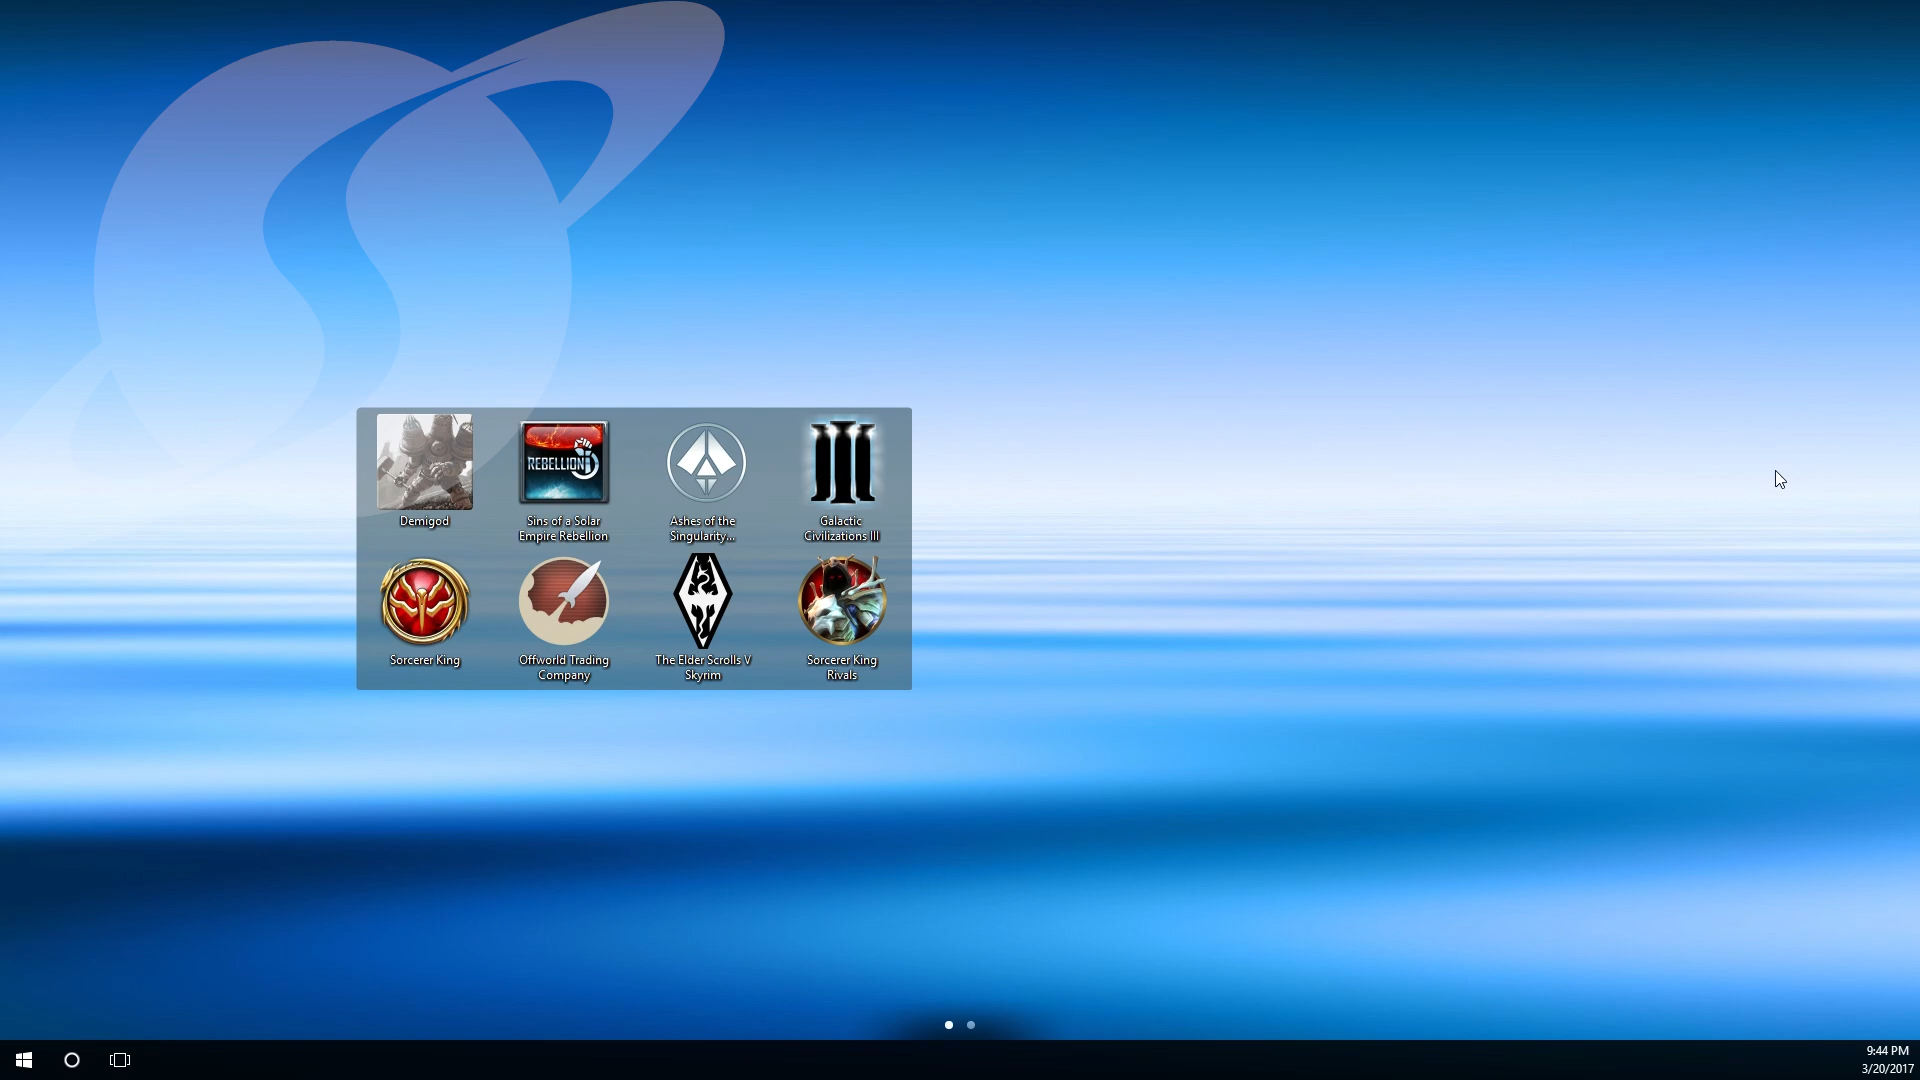 REBELLION
Demigod
Sins of a Solar
Empire Rebellion
Ashes of the
Singularity...
Galactic
Civilizations III
Sorcerer King
Offworld Trading
Company
The Elder Scrolls V
Skyrim
Sorcerer King
Rivals
9:44 PM
3/20/2017